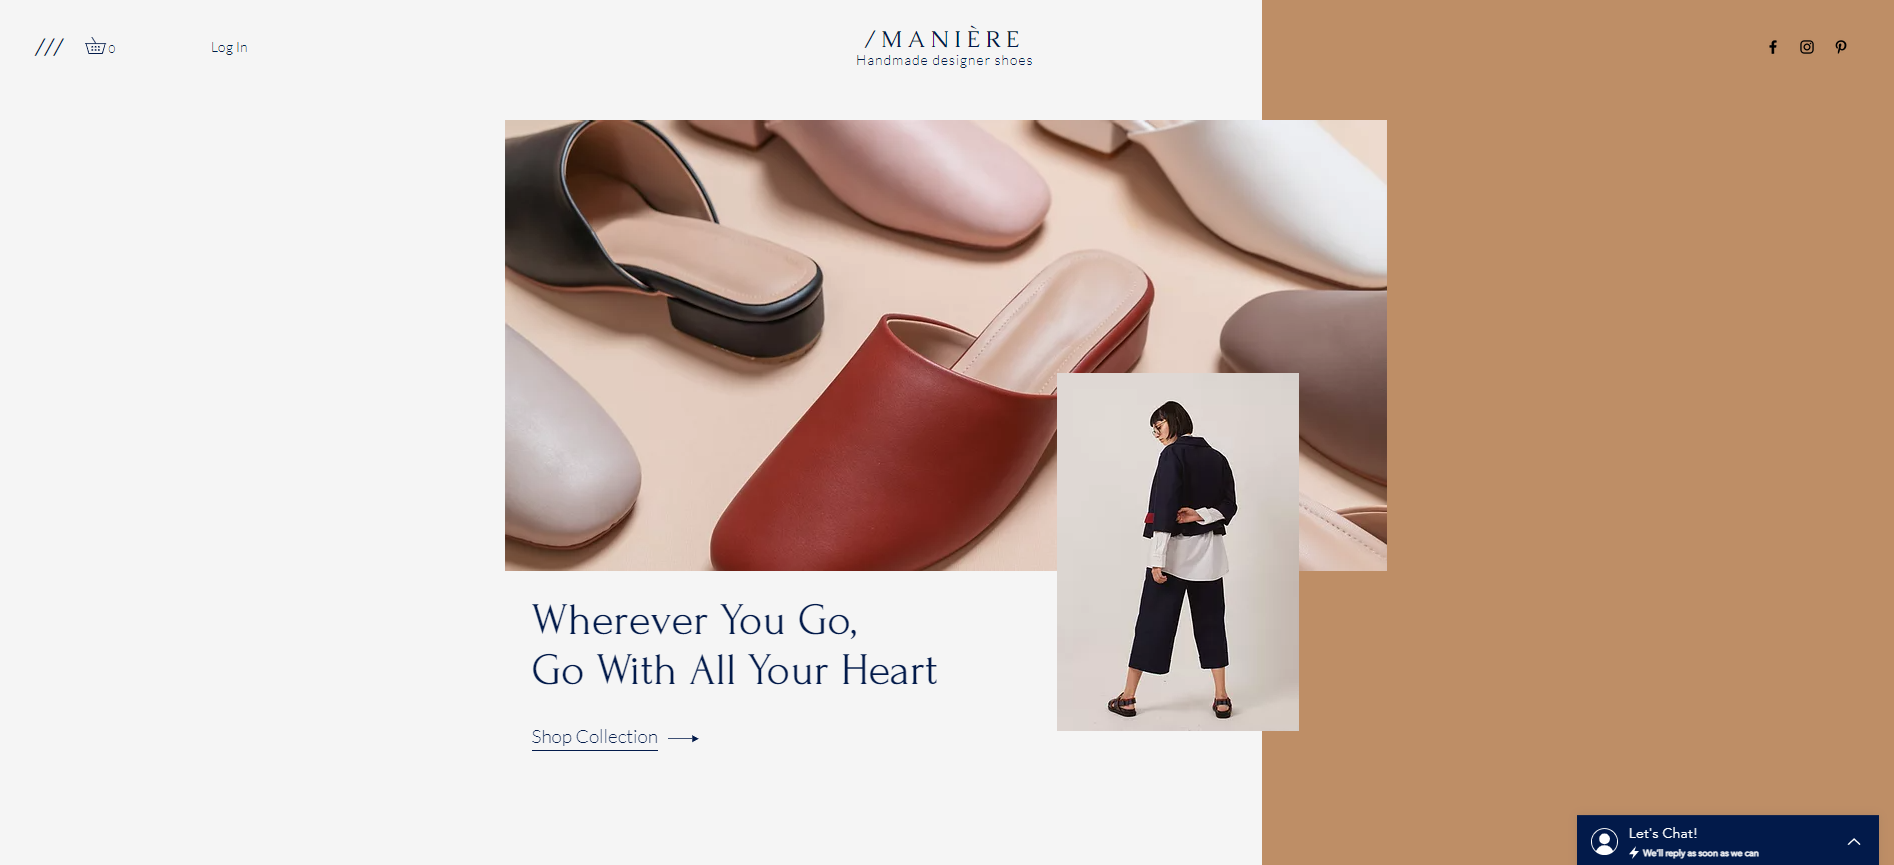 ///
0
Log In
/MANIÈRE
Handmade designer shoes
Wherever You Go,
Go With All Your Heart
Shop Collection
Let's Chat!
We'll reply as soon as we can